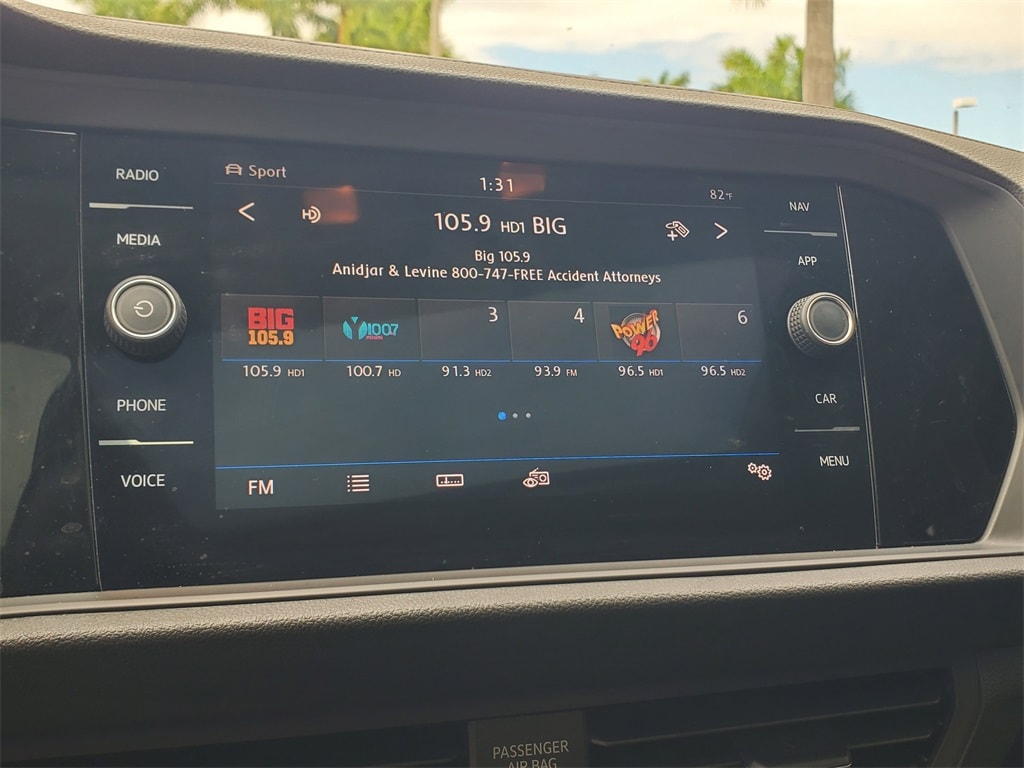 RADIO
MEDIA
PHONE
VOICE
Sport
1:31
82°F
105.9 HD1 BIG
Big 105.9
Anidjar & Levine 800-747-FREE Accident Attorneys
BIG
105.9
Y100.7
3
4
POWER
96
6
105.9 HD1
100.7 HD
91.3 HD2
93.9 FM
96.5 HD1
96.5 HD2
FM
NAV
APP
CAR
MENU
PASSENGER
AIR BAG